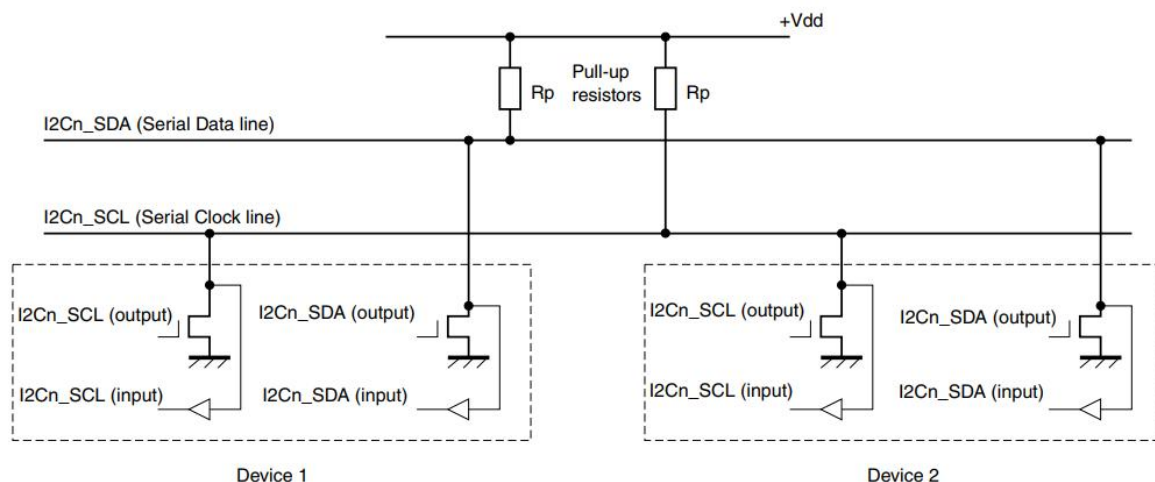 +Vdd
Rp
Pull-up
resistors
Rp
I2Cn_SDA (Serial Data line)
I2Cn_SCL (Serial Clock line)
I2Cn_SCL (output)
I2Cn_SDA (output)
I2Cn_SCL (output)
I2Cn_SDA (output)
I2Cn_SCL (input)
I2Cn_SDA (input)
I2Cn_SCL (input)
I2Cn_SDA (input)
Device 1
Device 2